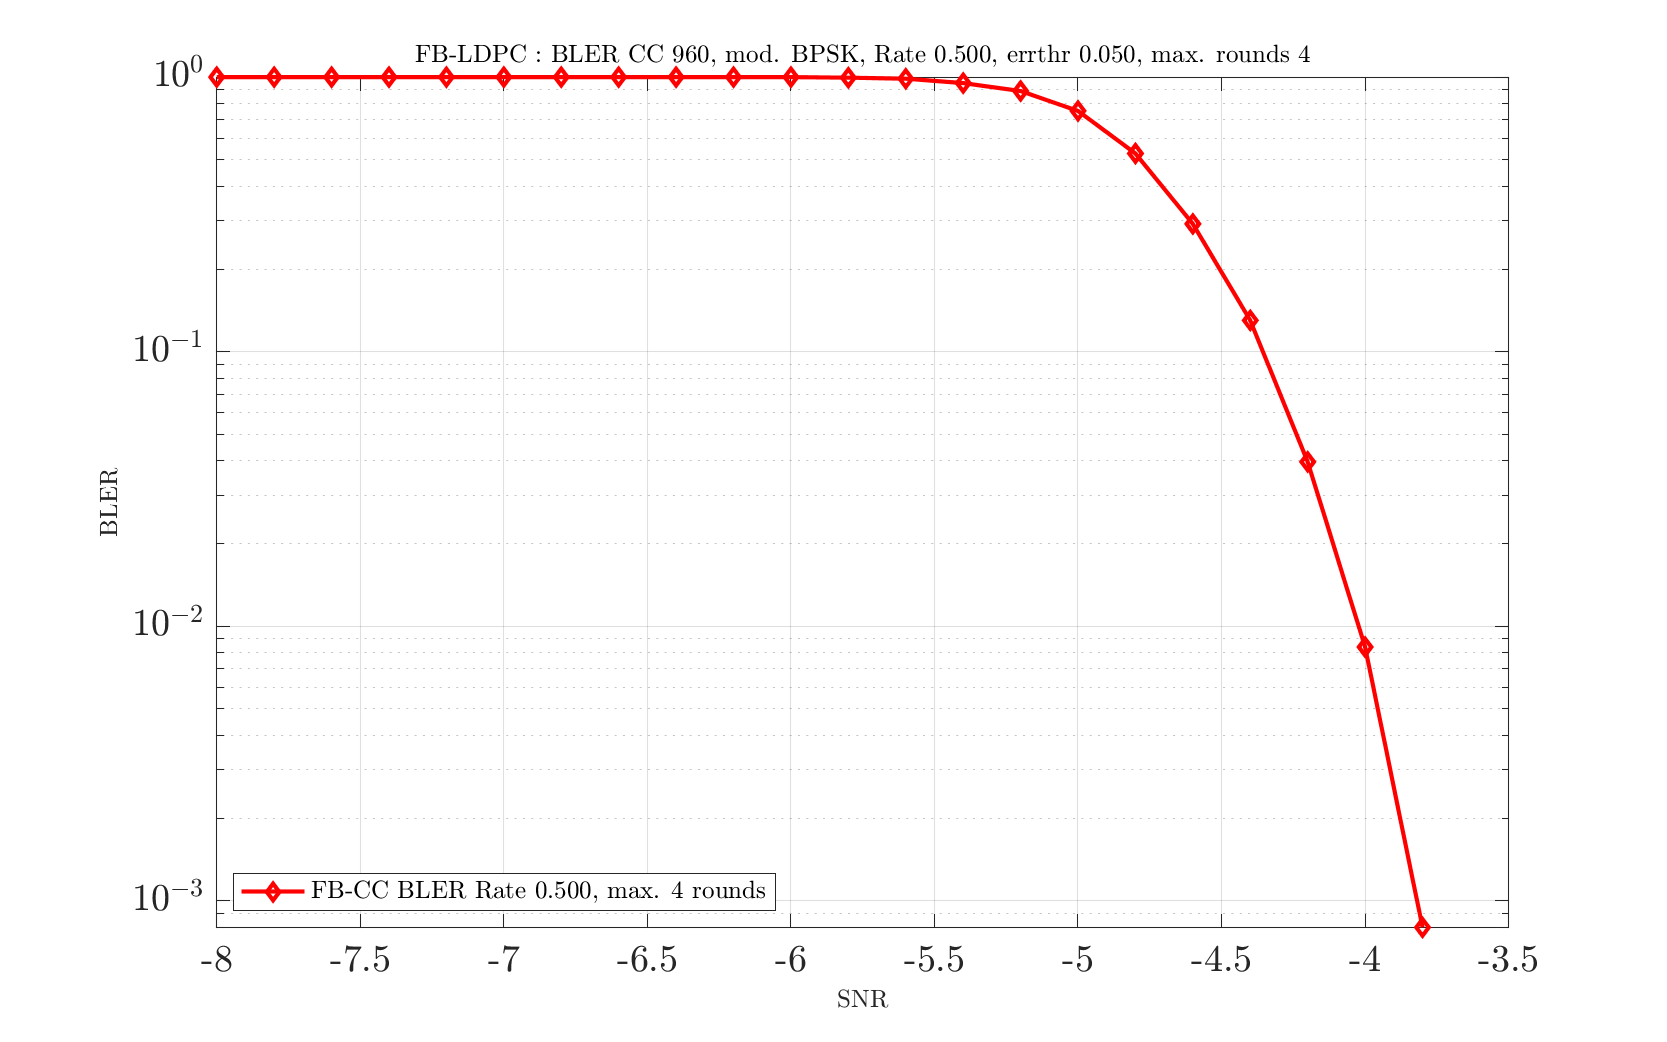 FB-LDPC : BLER CC 960, mod. BPSK, Rate 0.500, errthr 0.050, max. rounds 4
10^0
10^-1
10^-2
10^-3
BLER
FB-CC BLER Rate 0.500, max. 4 rounds
-8 -7.5 -7 -6.5 -6 -5.5 -5 -4.5 -4 -3.5
SNR